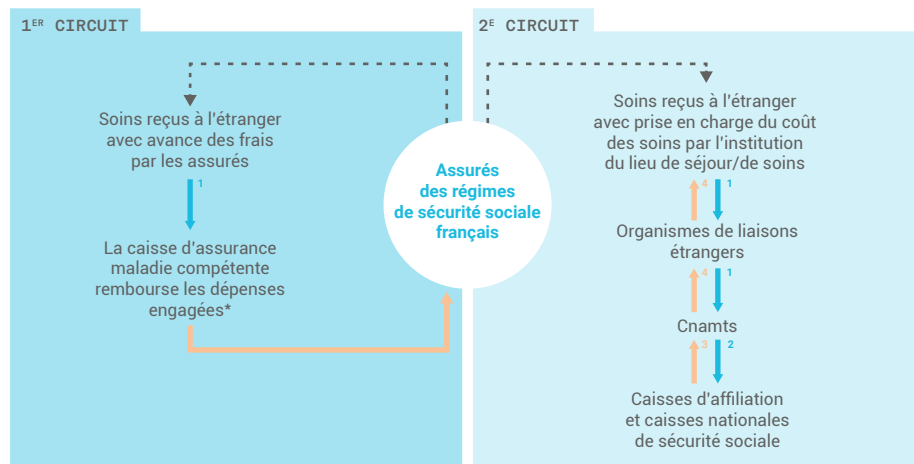 1ER CIRCUIT
Soins reçus à l'étranger
avec avance des frais
par les assurés
1
La caisse d'assurance
maladie compétente
rembourse les dépenses
engagées*
Assurés
des régimes
de sécurité sociale
français
2E CIRCUIT
Soins reçus à l'étranger
avec prise en charge du coût
des soins par l'institution
du lieu de séjour/de soins
4 1
Organismes de liaisons
étrangers
4 1
Cnamts
3 2
Caisses d'affiliation
et caisses nationales
de sécurité sociale